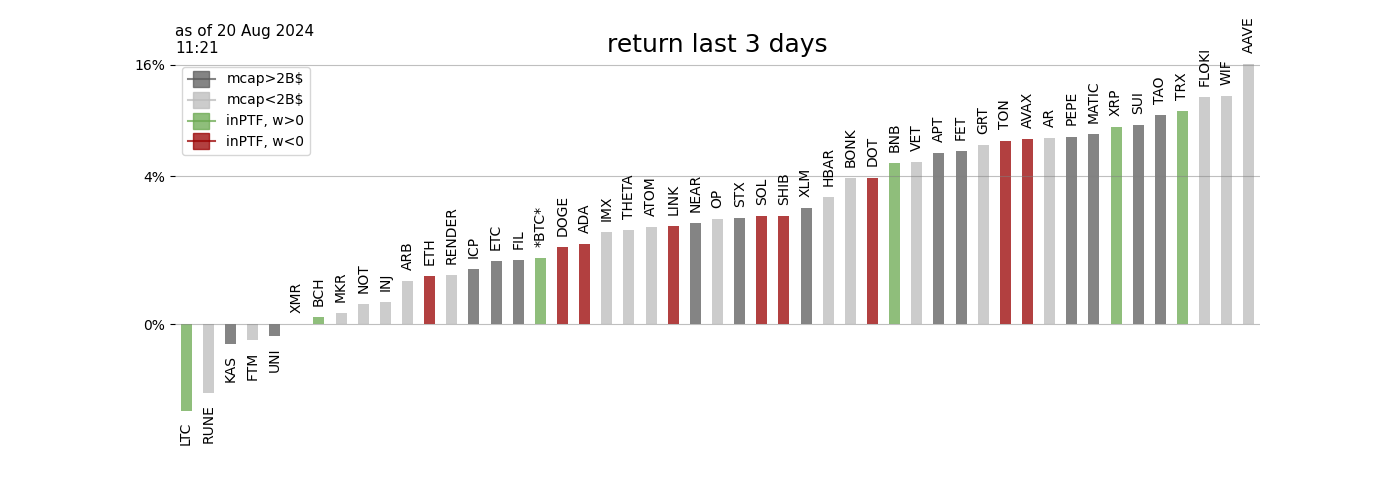 as of 20 Aug 2024
11:21
return last 3 days
16%
4%
0%
mcap>2B$
mcap<2B$
inPTF, w>0
inPTF, w<0
LTC
RUNE
KAS
FTM
UNI
XMR
BCH
MKR
NOT
INJ
ARB
ETH
RENDER
ICP
ETC
FIL
*BTC*
DOGE
ADA
IMX
THETA
ATOM
LINK
NEAR
OP
STX
SOL
SHIB
XLM
HBAR
BONK
DOT
BNB
VET
APT
FET
GRT
TON
AVAX
AR
PEPE
MATIC
XRP
SUI
TAO
TRX
FLOKI
WIF
AAVE